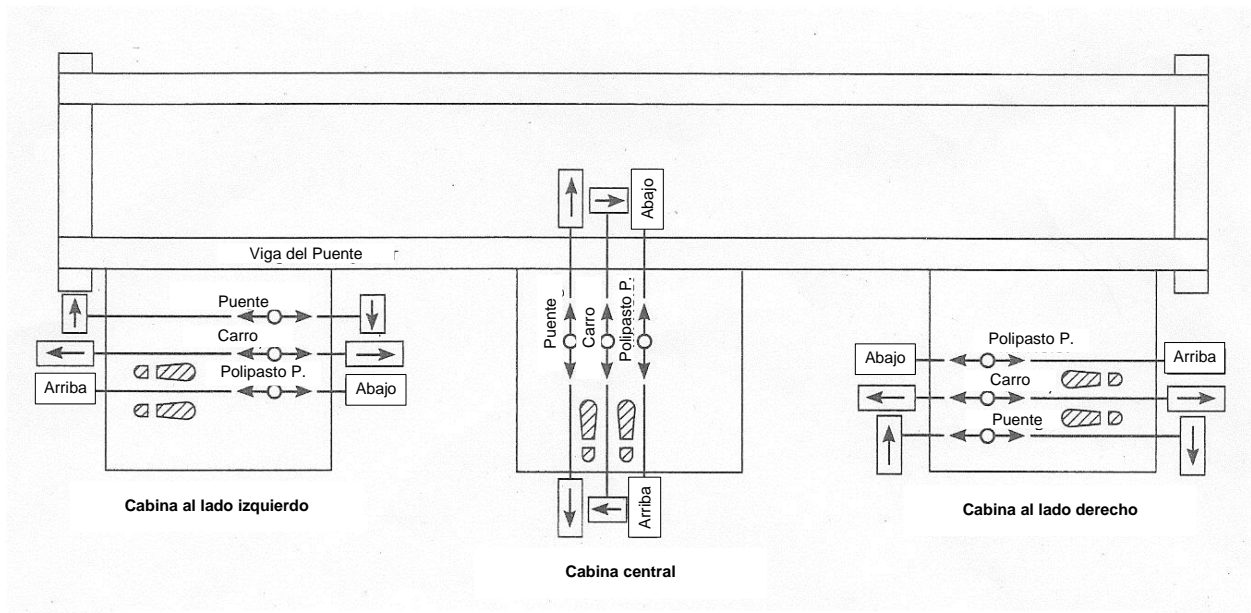 Viga del Puente
Puente
Carro
Polipasto P.
Arriba
Abajo
Cabina al lado izquierdo
Abajo
Puente
Carro
Polipasto P.
Arriba
Cabina central
Polipasto P.
Abajo
Arriba
Carro
Puente
Cabina al lado derecho